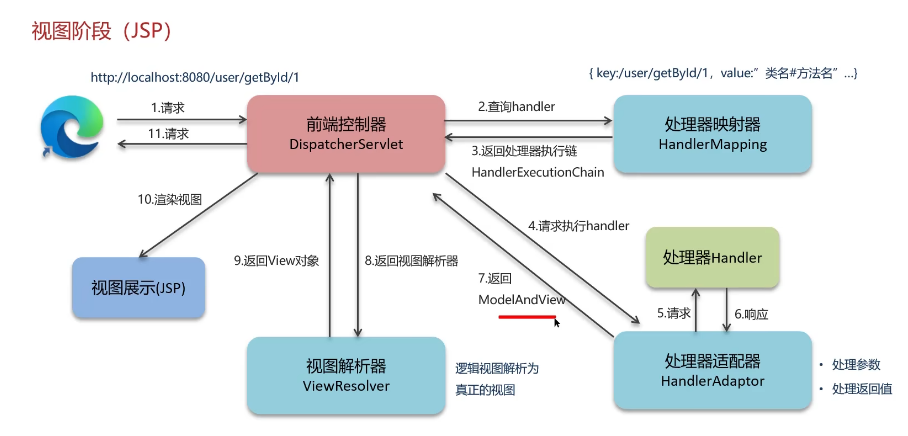 视图阶段（JSP）
http://localhost:8080/user/getById/1
{ key:/user/getById/1，value:”类名#方法名”…}
1.请求
11.请求
前端控制器
DispatcherServlet
2.查询handler
3.返回处理器执行链
HandlerExecutionChain
处理器映射器
HandlerMapping
10.渲染视图
4.请求执行handler
9.返回View对象
8.返回视图解析器
7.返回
ModelAndView
处理器Handler
视图展示(JSP)
5.请求
6.响应
视图解析器
ViewResolver
逻辑视图解析为
真正的视图
处理器适配器
HandlerAdaptor
• 处理参数
• 处理返回值